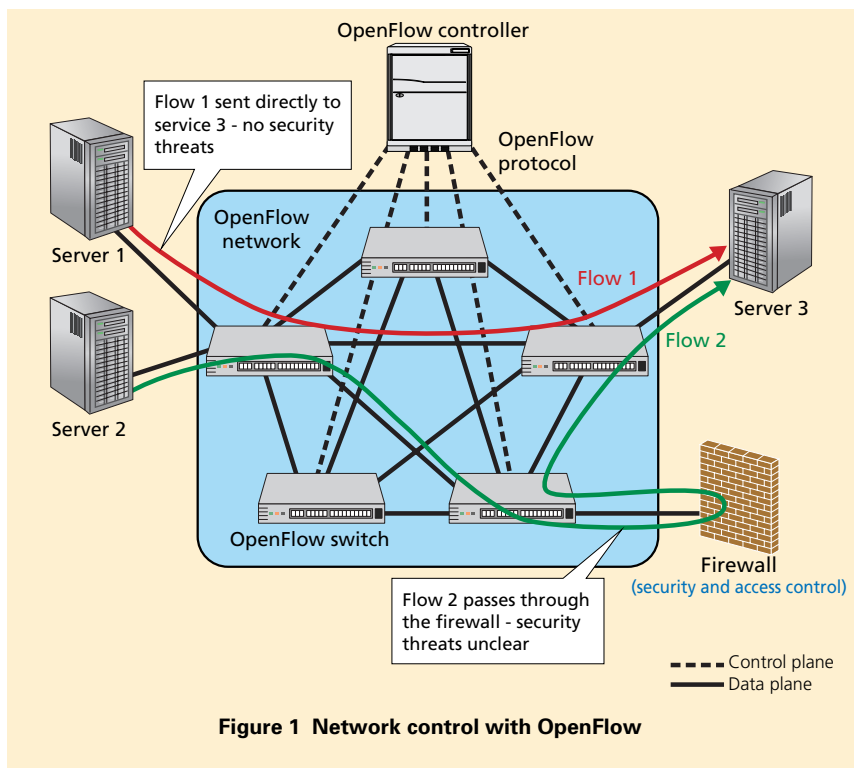 OpenFlow controller
Flow 1 sent directly to
service 3 - no security
threats
OpenFlow
protocol
OpenFlow
network
Server 1
Flow 1
Server 3
Flow 2
Server 2
OpenFlow switch
Firewall
(security and access control)
Flow 2 passes through
the firewall - security
threats unclear
Control plane
Data plane
Figure 1 Network control with OpenFlow